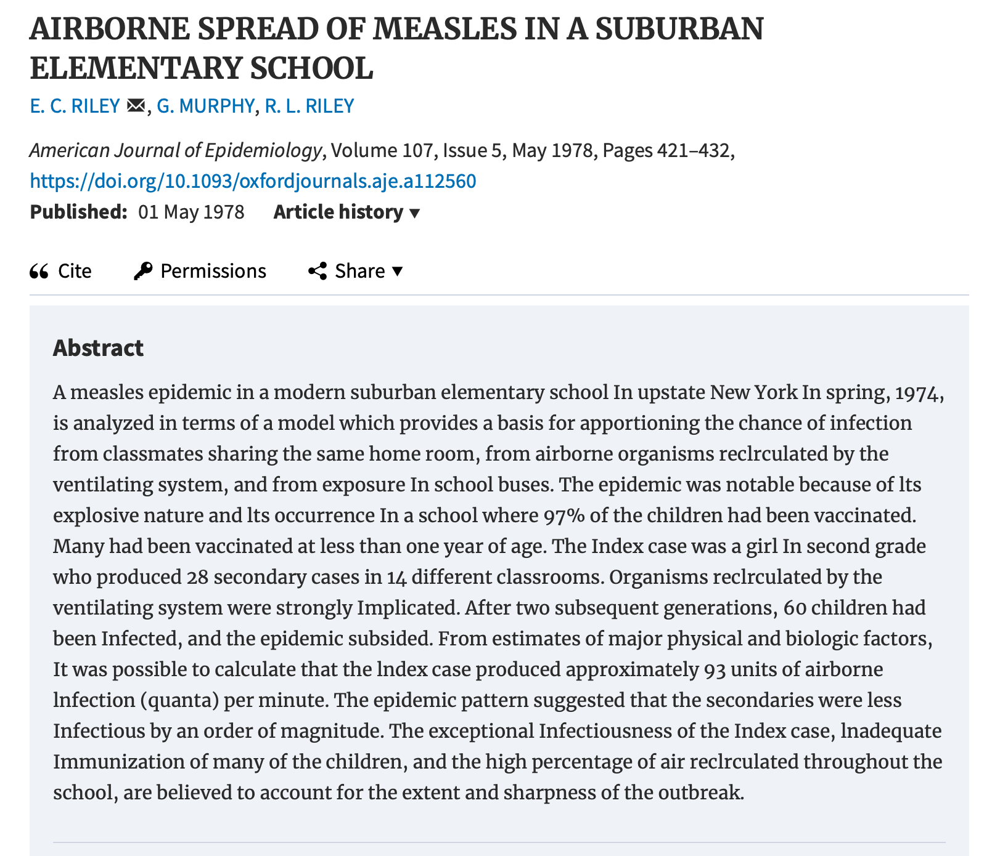 AIRBORNE SPREAD OF MEASLES IN A SUBURBAN
ELEMENTARY SCHOOL
E. C. RILEY, G. MURPHY, R. L. RILEY
American Journal of Epidemiology, Volume 107, Issue 5, May 1978, Pages 421–432,
https://doi.org/10.1093/oxfordjournals.aje.a112560
Published: 01 May 1978 Article history ▼
Cite Permissions Share ▼
Abstract
A measles epidemic in a modern suburban elementary school In upstate New York In spring, 1974,
is analyzed in terms of a model which provides a basis for apportioning the chance of infection
from classmates sharing the same home room, from airborne organisms reclrculated by the
ventilating system, and from exposure In school buses. The epidemic was notable because of lts
explosive nature and lts occurrence In a school where 97% of the children had been vaccinated.
Many had been vaccinated at less than one year of age. The Index case was a girl In second grade
who produced 28 secondary cases in 14 different classrooms. Organisms reclrculated by the
ventilating system were strongly Implicated. After two subsequent generations, 60 children had
been Infected, and the epidemic subsided. From estimates of major physical and biologic factors,
It was possible to calculate that the lndex case produced approximately 93 units of airborne
lnfection (quanta) per minute. The epidemic pattern suggested that the secondaries were less
Infectious by an order of magnitude. The exceptional Infectiousness of the Index case, lnadequate
Immunization of many of the children, and the high percentage of air reclrculated throughout the
school, are believed to account for the extent and sharpness of the outbreak.